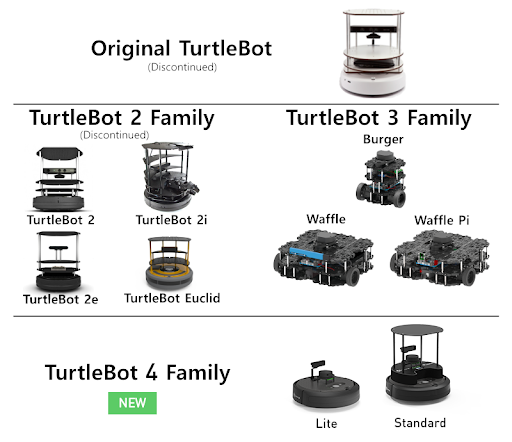 Original TurtleBot
(Discontinued)
TurtleBot 2 Family
(Discontinued)
TurtleBot 2
TurtleBot 2i
TurtleBot 2e
TurtleBot Euclid
TurtleBot 3 Family
Burger
Waffle
Waffle Pi
TurtleBot 4 Family
NEW
Lite
Standard